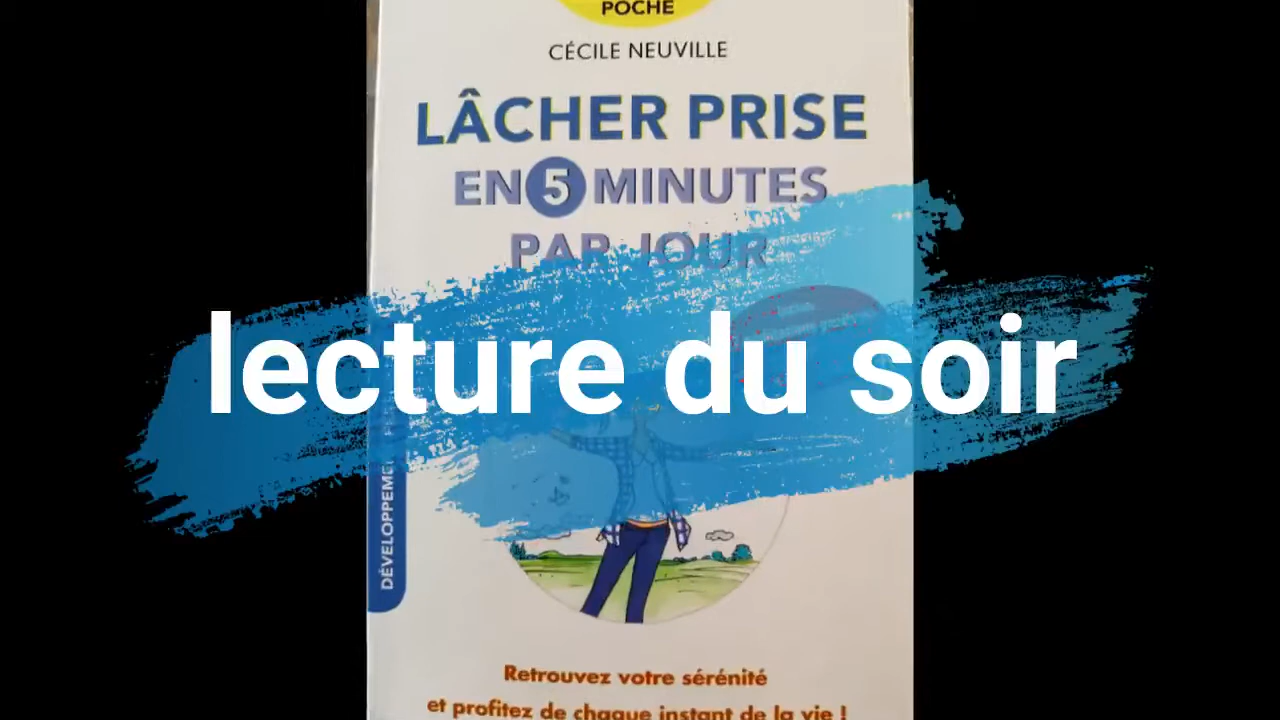 POCHE
CÉCILE NEUVILLE
LÂCHER PRISE
EN 5 MINUTES
PAR JOUR
lecture du soir
DÉVELOPPEME
Retrouvez votre sérénité
et profitez de chaque instant de la vie !